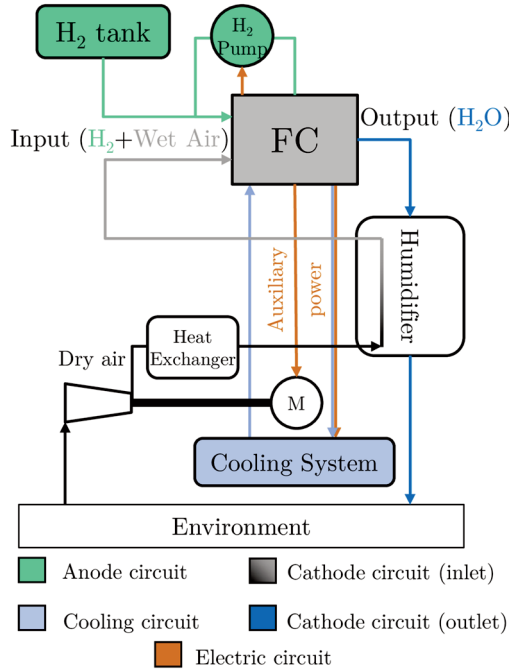 H₂ tank
H₂
Pump
Input (H₂+Wet Air)
FC
Output (H₂O)
Humidifier
Auxiliary
power
Dry air
Heat
Exchanger
M
Cooling System
Environment
Anode circuit
Cathode circuit (inlet)
Cooling circuit
Cathode circuit (outlet)
Electric circuit